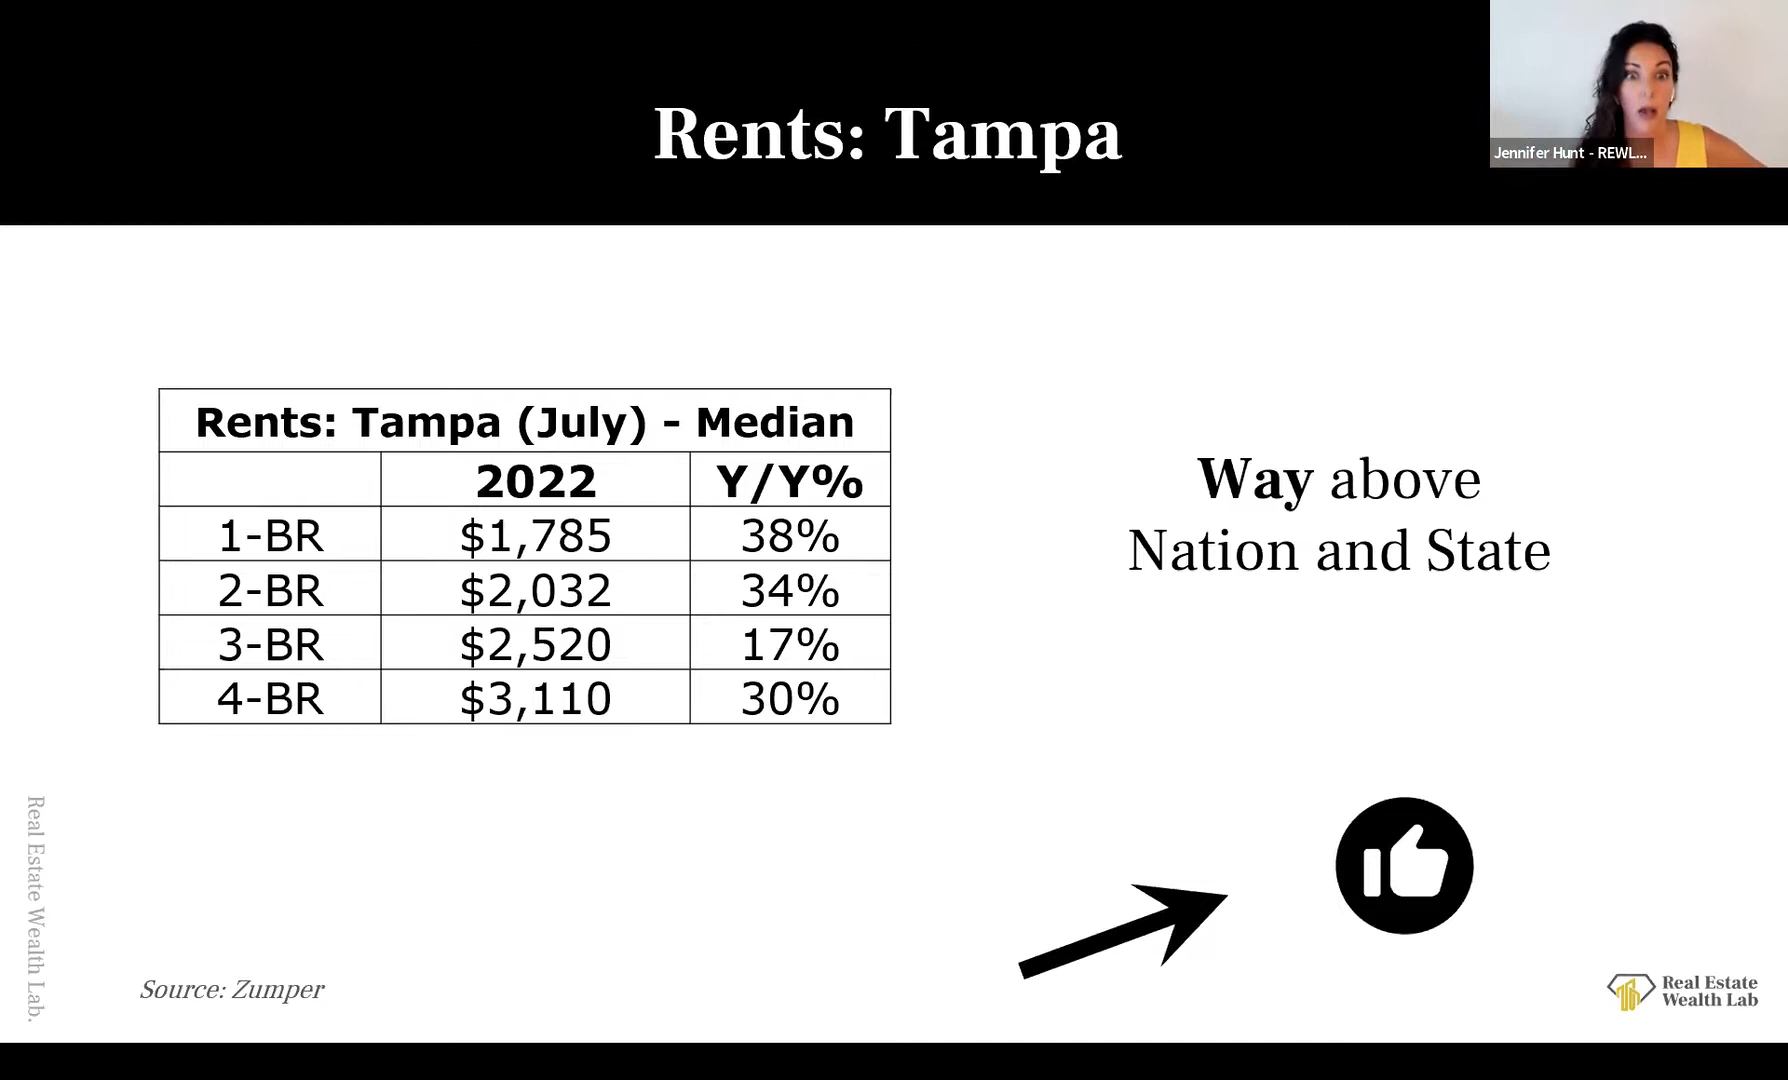 Rents: Tampa
Jennifer Hunt - REWL...
Rents: Tampa (July) - Median
2022 Y/Y%
1-BR $1,785 38%
2-BR $2,032 34%
3-BR $2,520 17%
4-BR $3,110 30%
Way above
Nation and State
Real Estate Wealth Lab.
Source: Zumper
Real Estate
Wealth Lab